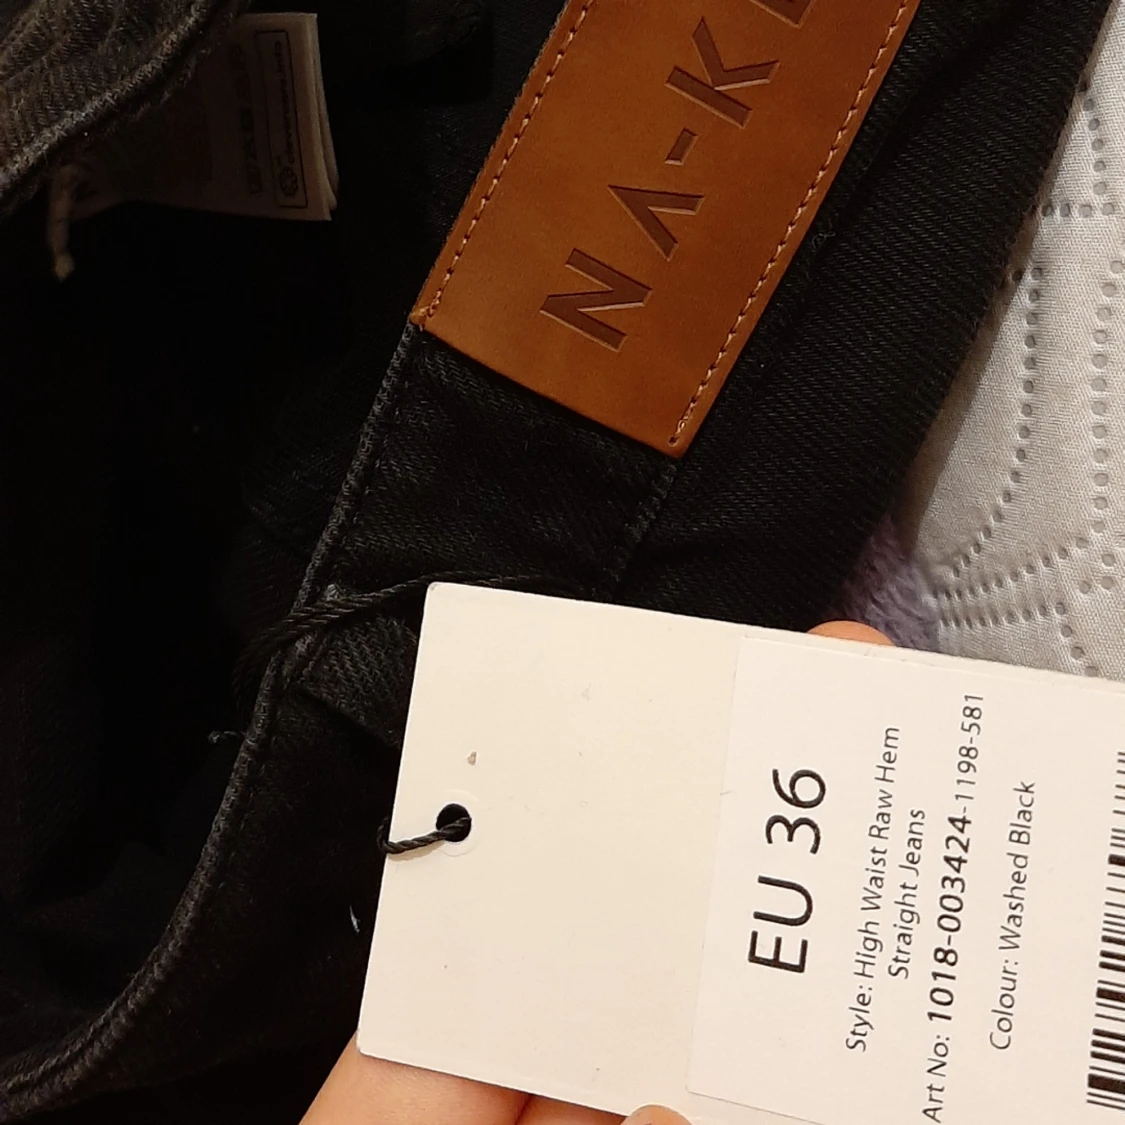 NA-K
EU 36
Style: High Waist Raw Hem
Straight Jeans
Art No: 1018-003424-1198-581
Colour: Washed Black